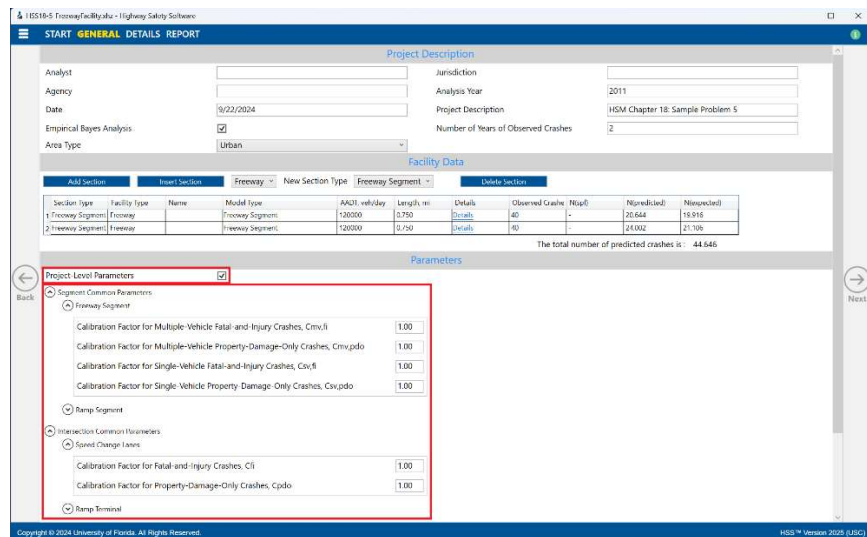 HSS18-5 FreewayFacility.xhz - Highway Safety Software
START GENERAL DETAILS REPORT
Project Description
Analyst Jurisdiction
Agency Analysis Year 2011
Date 9/22/2024 Project Description HSM Chapter 18: Sample Problem 5
Empirical Bayes Analysis Number of Years of Observed Crashes 2
Area Type Urban
Facility Data
Add Section Insert Section Freeway New Section Type Freeway Segment Delete Section
Section Type Facility Type Name Model Type AADT, veh/day Length, mi Details Observed Crashe N(spf) N(predicted) N(expected)
1 Freeway Segment Freeway Freeway Segment 120000 0.750 Details 40 - 20.644 19.916
2 Freeway Segment Freeway Freeway Segment 120000 0.750 Details 40 - 24.002 21.106
The total number of predicted crashes is : 44.646
Parameters
Project-Level Parameters
Back
Next
Segment Common Parameters
Freeway Segment
Calibration Factor for Multiple-Vehicle Fatal-and-Injury Crashes, Cmv,fi 1.00
Calibration Factor for Multiple-Vehicle Property-Damage-Only Crashes, Cmv,pdo 1.00
Calibration Factor for Single-Vehicle Fatal-and-Injury Crashes, Csv,fi 1.00
Calibration Factor for Single-Vehicle Property-Damage-Only Crashes, Csv,pdo 1.00
Ramp Segment
Intersection Common Parameters
Speed Change Lanes
Calibration Factor for Fatal-and-Injury Crashes, Cfi 1.00
Calibration Factor for Property-Damage-Only Crashes, Cpdo 1.00
Ramp Terminal
Copyright © 2024 University of Florida. All Rights Reserved. HSS™ Version 2025 (USC)